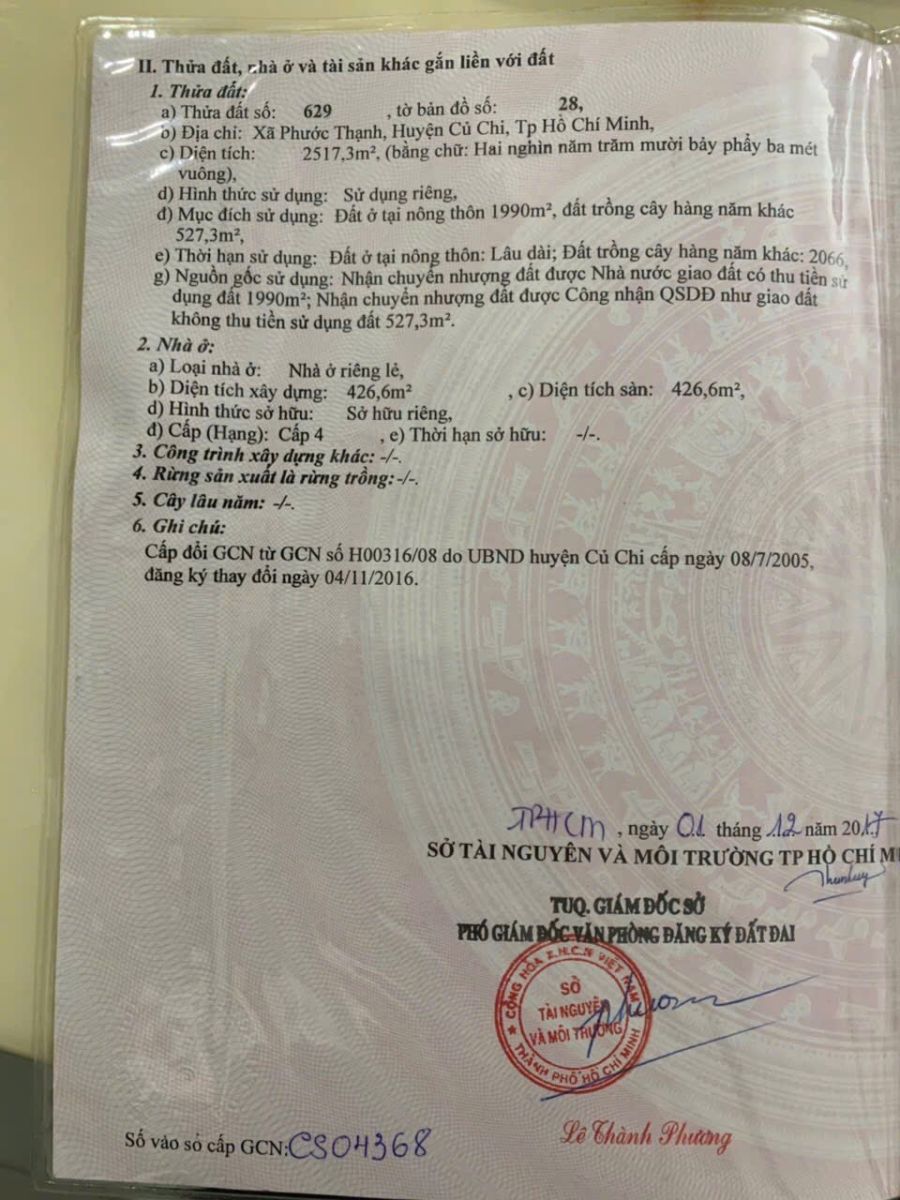 II. Thửa đất, nhà ở và tài sản khác gắn liền với đất
1. Thửa đất:
a) Thửa đất số: 629 , tờ bản đồ số: 28,
b) Địa chỉ: Xã Phước Thạnh, Huyện Củ Chi, Tp Hồ Chí Minh,
c) Diện tích: 2517,3m², (bằng chữ: Hai nghìn năm trăm mười bảy phẩy ba mét
vuông),
d) Hình thức sử dụng: Sử dụng riêng,
đ) Mục đích sử dụng: Đất ở tại nông thôn 1990m², đất trồng cây hàng năm khác
527,3m²,
e) Thời hạn sử dụng: Đất ở tại nông thôn: Lâu dài; Đất trồng cây hàng năm khác: 2066,
g) Nguồn gốc sử dụng: Nhận chuyển nhượng đất được Nhà nước giao đất có thu tiền sử
dụng đất 1990m²; Nhận chuyển nhượng đất được Công nhận QSDĐ như giao đất
không thu tiền sử dụng đất 527,3m².
2. Nhà ở:
a) Loại nhà ở: Nhà ở riêng lẻ,
b) Diện tích xây dựng: 426,6m² , c) Diện tích sàn: 426,6m²,
d) Hình thức sở hữu: Sở hữu riêng,
đ) Cấp (Hạng): Cấp 4 , e) Thời hạn sở hữu: -/-.
3. Công trình xây dựng khác: -/-.
4. Rừng sản xuất là rừng trồng: -/-.
5. Cây lâu năm: -/-.
6. Ghi chú:
Cấp đổi GCN từ GCN số H00316/08 do UBND huyện Củ Chi cấp ngày 08/7/2005,
đăng ký thay đổi ngày 04/11/2016.
TPHCM , ngày 01 tháng 12 năm 2017
SỞ TÀI NGUYÊN VÀ MÔI TRƯỜNG TP HỒ CHÍ M
TUQ. GIÁM ĐỐC SỞ
PHÓ GIÁM ĐỐC VĂN PHÒNG ĐĂNG KÝ ĐẤT ĐAI
CỘNG HÒA X.H.C.N VIỆT NAM
SỞ
TÀI NGUYÊN
VÀ MÔI TRƯỜNG
THÀNH PHỐ HỒ CHÍ MINH
Lê Thành Phương
Số vào sổ cấp GCN: CS04368